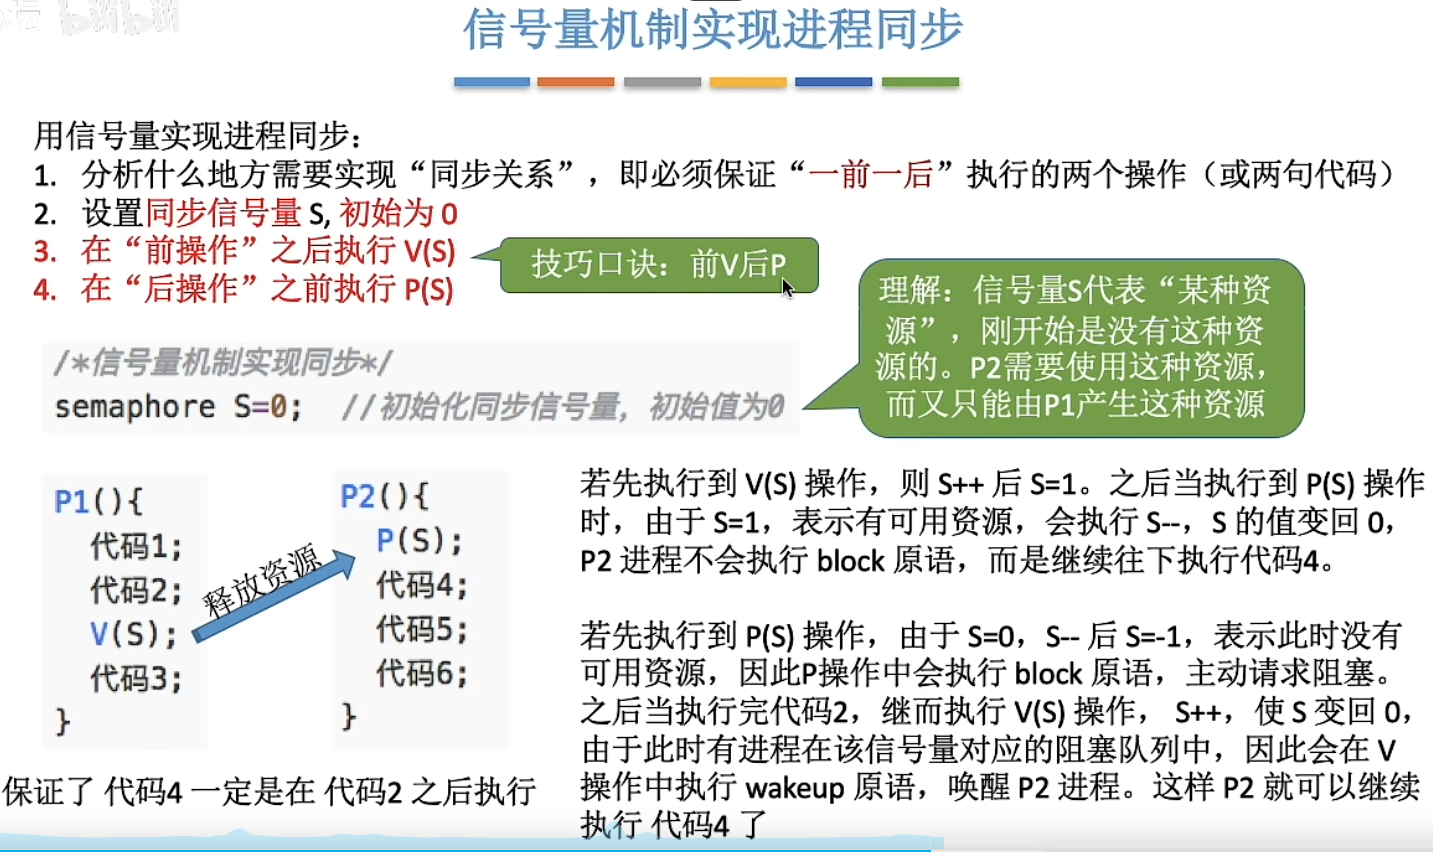 信号量机制实现进程同步
用信号量实现进程同步：
1. 分析什么地方需要实现“同步关系”，即必须保证“一前一后”执行的两个操作（或两句代码）
2. 设置同步信号量 S, 初始为 0
3. 在“前操作”之后执行 V(S)
4. 在“后操作”之前执行 P(S)
技巧口诀：前V后P
理解：信号量S代表“某种资
源”，刚开始是没有这种资
源的。P2需要使用这种资源，
而又只能由P1产生这种资源
/*信号量机制实现同步*/
semaphore S=0; //初始化同步信号量，初始值为0
P1(){
代码1;
代码2;
V(S);
代码3;
}
释放资源
P2(){
P(S);
代码4;
代码5;
代码6;
}
保证了 代码4 一定是在 代码2 之后执行
若先执行到 V(S) 操作，则 S++ 后 S=1。之后当执行到 P(S) 操作
时，由于 S=1，表示有可用资源，会执行 S--，S 的值变回 0，
P2 进程不会执行 block 原语，而是继续往下执行代码4。
若先执行到 P(S) 操作，由于 S=0，S-- 后 S=-1，表示此时没有
可用资源，因此P操作中会执行 block 原语，主动请求阻塞。
之后当执行完代码2，继而执行 V(S) 操作， S++，使 S 变回 0，
由于此时有进程在该信号量对应的阻塞队列中，因此会在 V
操作中执行 wakeup 原语，唤醒 P2 进程。这样 P2 就可以继续
执行 代码4 了